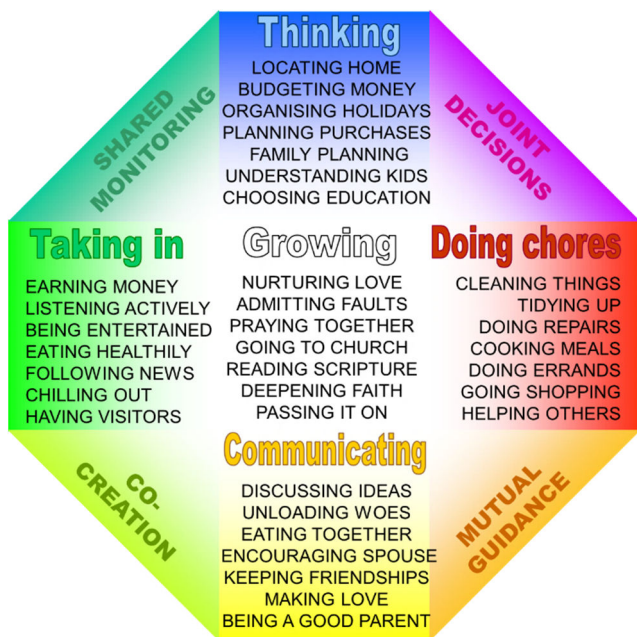 Thinking
LOCATING HOME
BUDGETING MONEY
ORGANISING HOLIDAYS
PLANNING PURCHASES
FAMILY PLANNING
UNDERSTANDING KIDS
CHOOSING EDUCATION
SHARED
MONITORING
JOINT
DECISIONS
Taking in
EARNING MONEY
LISTENING ACTIVELY
BEING ENTERTAINED
EATING HEALTHILY
FOLLOWING NEWS
CHILLING OUT
HAVING VISITORS
Growing
NURTURING LOVE
ADMITTING FAULTS
PRAYING TOGETHER
GOING TO CHURCH
READING SCRIPTURE
DEEPENING FAITH
PASSING IT ON
Doing chores
CLEANING THINGS
TIDYING UP
DOING REPAIRS
COOKING MEALS
DOING ERRANDS
GOING SHOPPING
HELPING OTHERS
CO-
CREATION
Communicating
DISCUSSING IDEAS
UNLOADING WOES
EATING TOGETHER
ENCOURAGING SPOUSE
KEEPING FRIENDSHIPS
MAKING LOVE
BEING A GOOD PARENT
MUTUAL
GUIDANCE